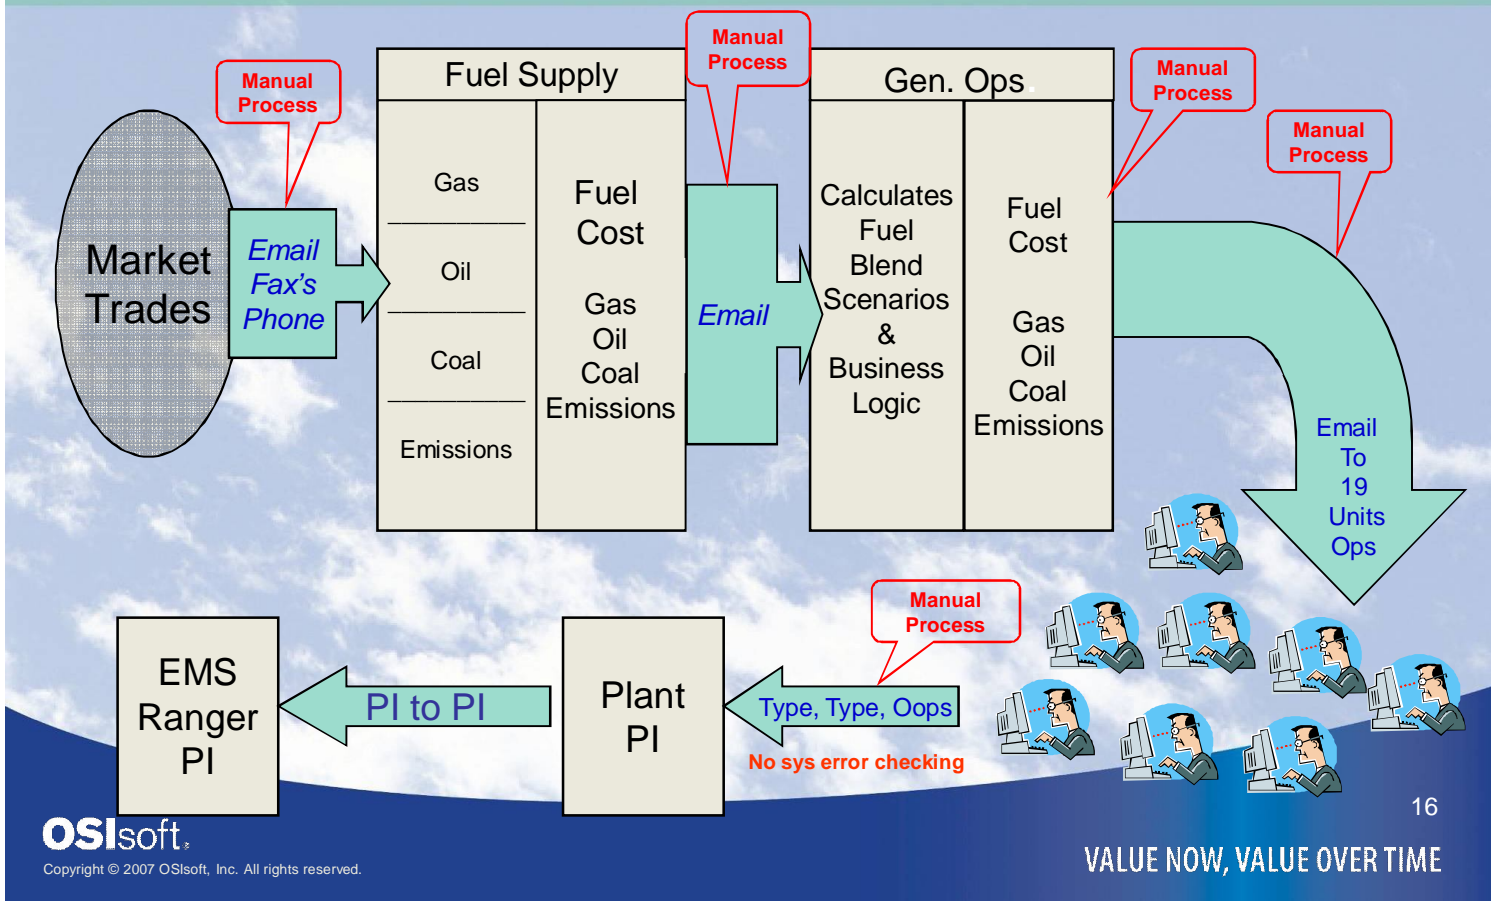 Manual
Process
Manual
Process
Manual
Process
Manual
Process
Fuel Supply
Gen. Ops.
Market
Trades
Email
Fax's
Phone
Gas
Oil
Coal
Emissions
Fuel
Cost
Gas
Oil
Coal
Emissions
Email
Calculates
Fuel
Blend
Scenarios
&
Business
Logic
Fuel
Cost
Gas
Oil
Coal
Emissions
Email
To
19
Units
Ops
Manual
Process
Type, Type, Oops
No sys error checking
Plant
PI
PI to PI
EMS
Ranger
PI
16
OSIsoft.
Copyright © 2007 OSIsoft, Inc. All rights reserved.
VALUE NOW, VALUE OVER TIME